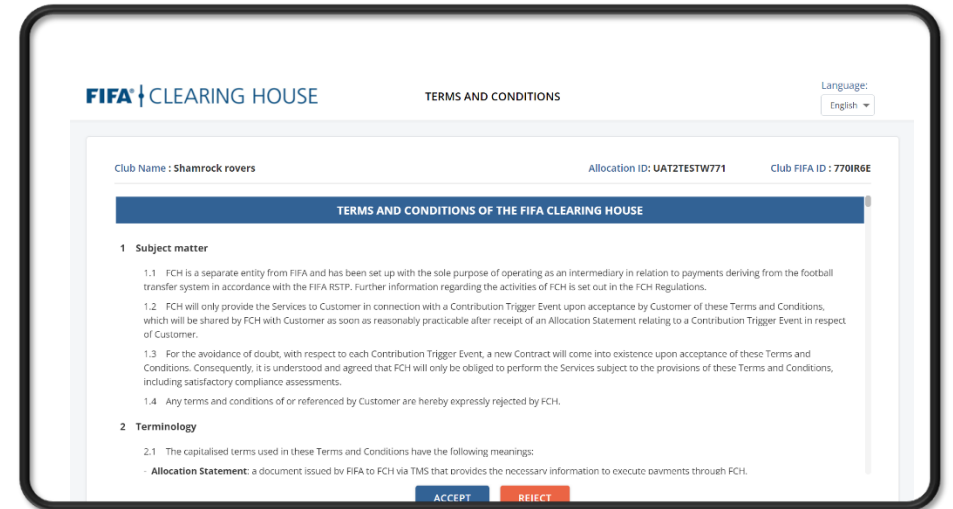 FIFA® CLEARING HOUSE
TERMS AND CONDITIONS
Language:
English
Club Name : Shamrock rovers
Allocation ID: UAT2TESTW771
Club FIFA ID : 770IR6E
TERMS AND CONDITIONS OF THE FIFA CLEARING HOUSE
1 Subject matter
1.1 FCH is a separate entity from FIFA and has been set up with the sole purpose of operating as an intermediary in relation to payments deriving from the football
transfer system in accordance with the FIFA RSTP. Further information regarding the activities of FCH is set out in the FCH Regulations.
1.2 FCH will only provide the Services to Customer in connection with a Contribution Trigger Event upon acceptance by Customer of these Terms and Conditions,
which will be shared by FCH with Customer as soon as reasonably practicable after receipt of an Allocation Statement relating to a Contribution Trigger Event in respect
of Customer.
1.3 For the avoidance of doubt, with respect to each Contribution Trigger Event, a new Contract will come into existence upon acceptance of these Terms and
Conditions. Consequently, it is understood and agreed that FCH will only be obliged to perform the Services subject to the provisions of these Terms and Conditions,
including satisfactory compliance assessments.
1.4 Any terms and conditions of or referenced by Customer are hereby expressly rejected by FCH.
2 Terminology
2.1 The capitalised terms used in these Terms and Conditions have the following meanings:
- Allocation Statement: a document issued by FIFA to FCH via TMS that provides the necessary information to execute payments through FCH.
ACCEPT
REJECT